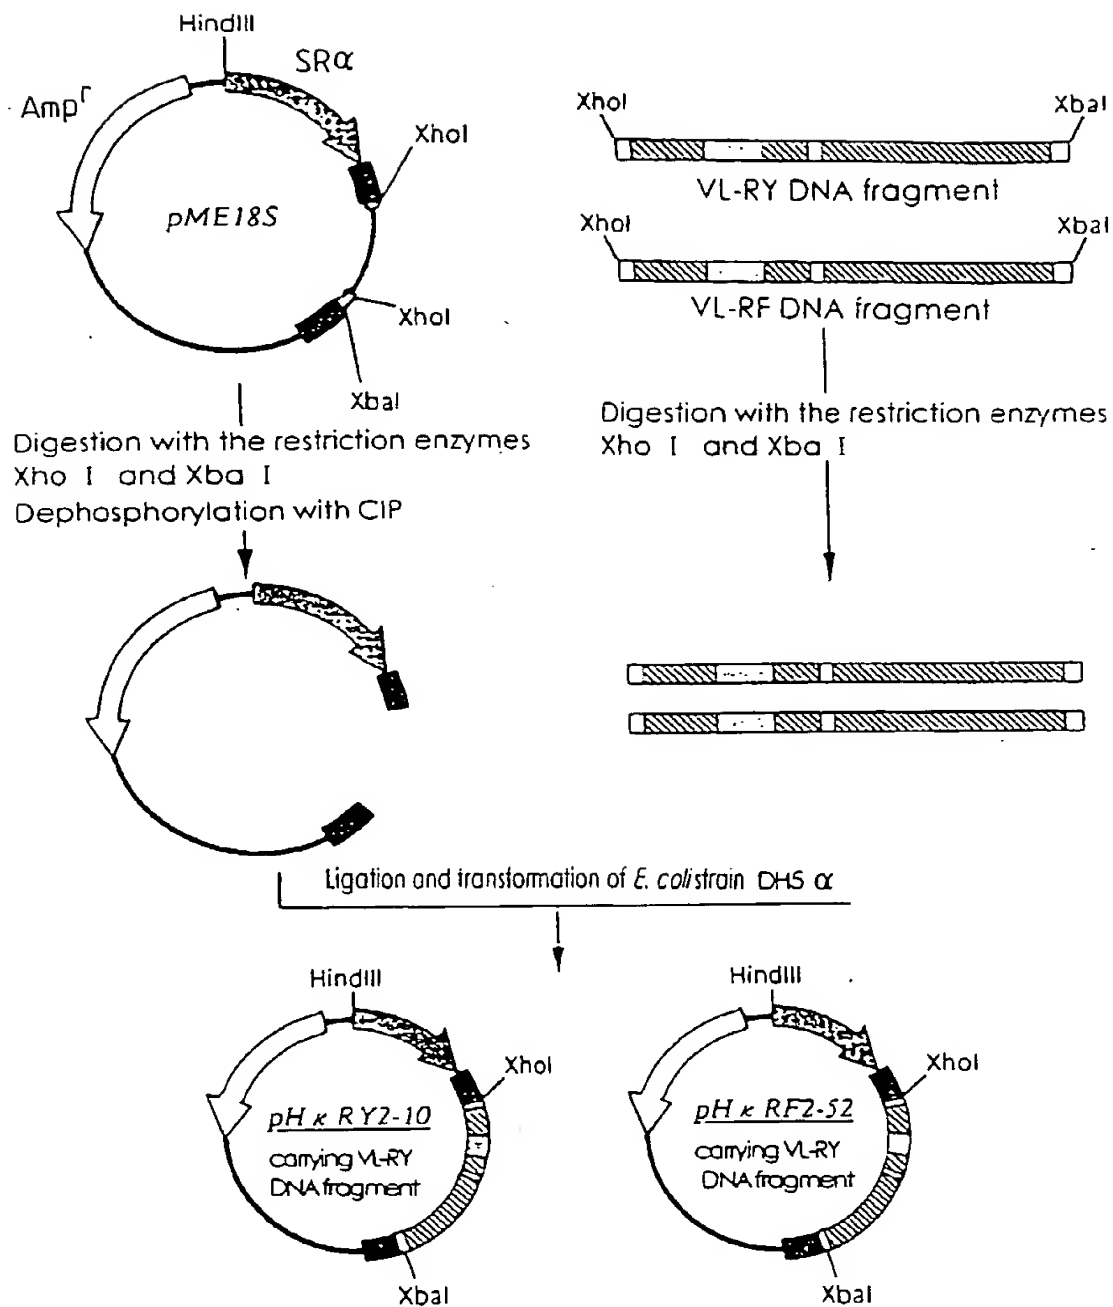 HindIII
SRα
Ampr
XhoI
pME18S
XhoI
XbaI
XhoI
XbaI
VL-RY DNA fragment
XhoI
XbaI
VL-RF DNA fragment
Digestion with the restriction enzymes
Xho I and Xba I
Dephosphorylation with CIP
Digestion with the restriction enzymes
Xho I and Xba I
Ligation and transformation of E. coli strain DH5 α
HindIII
XhoI
pH κ RY2-10
carrying VL-RY
DNA fragment
XbaI
HindIII
XhoI
pH κ RF2-52
carrying VL-RY
DNA fragment
XbaI